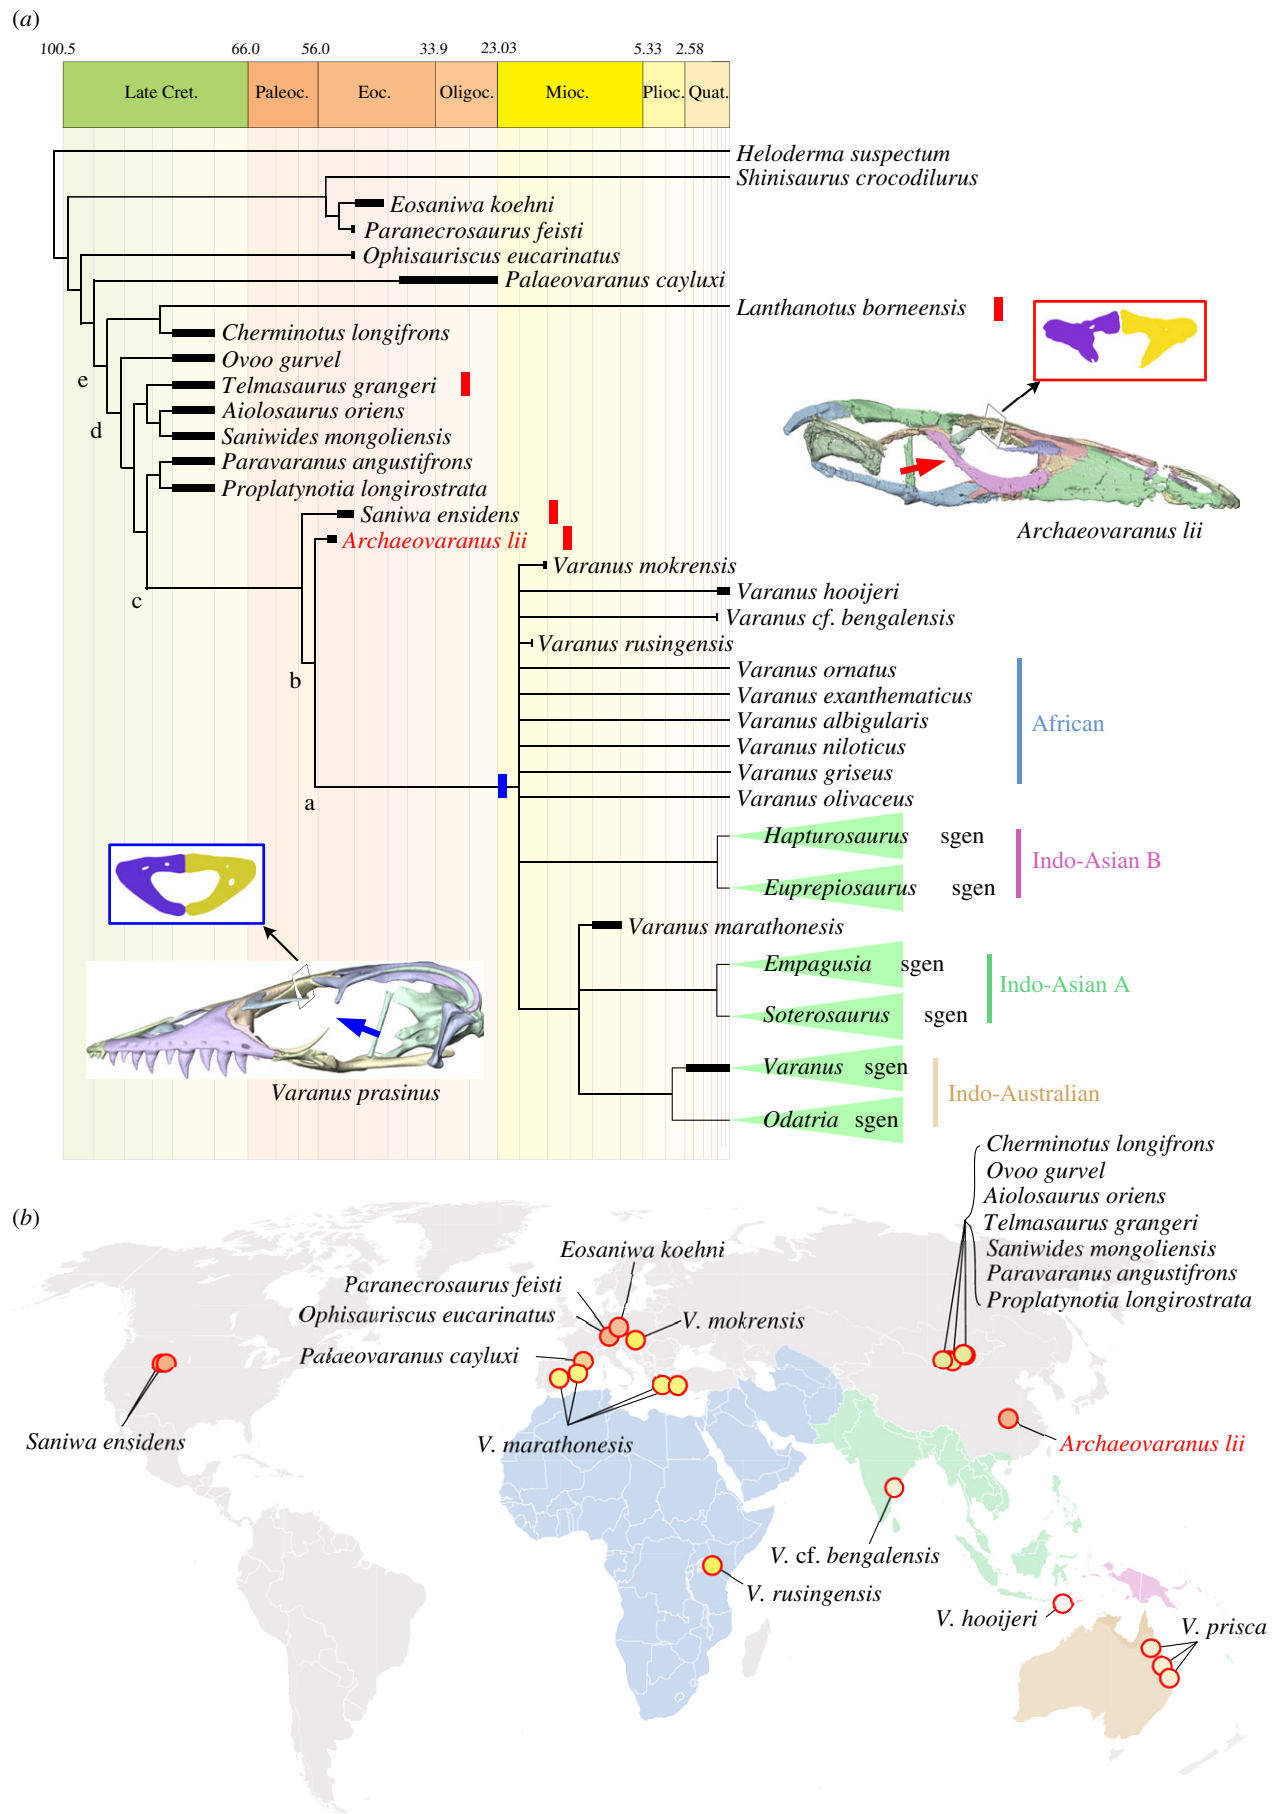 (a)
100.5 66.0 56.0 33.9 23.03 5.33 2.58
Late Cret. Paleoc. Eoc. Oligoc. Mioc. Plioc. Quat.
Heloderma suspectum
Shinisaurus crocodilurus
Eosaniwa koehni
Paranecrosaurus feisti
Ophisauriscus eucarinatus
Palaeovaranus cayluxi
Lanthanotus borneensis
Cherminotus longifrons
Ovoo gurvel
e
Telmasaurus grangeri
Aiolosaurus oriens
d
Saniwides mongoliensis
Paravaranus angustifrons
Proplatynotia longirostrata
Saniwa ensidens
Archaeovaranus lii
Archaeovaranus lii
Varanus mokrensis
Varanus hooijeri
c
Varanus cf. bengalensis
Varanus rusingensis
Varanus ornatus
b
Varanus exanthematicus
Varanus albigularis
African
Varanus niloticus
Varanus griseus
Varanus olivaceus
a
Hapturosaurus sgen
Indo-Asian B
Euprepiosaurus sgen
Varanus marathonesis
Empagusia sgen
Indo-Asian A
Soterosaurus sgen
Varanus sgen
Indo-Australian
Varanus prasinus
Odatria sgen
(b)
Cherminotus longifrons
Ovoo gurvel
Aiolosaurus oriens
Telmasaurus grangeri
Saniwides mongoliensis
Paravaranus angustifrons
Proplatynotia longirostrata
Eosaniwa koehni
Paranecrosaurus feisti
Ophisauriscus eucarinatus
V. mokrensis
Palaeovaranus cayluxi
Saniwa ensidens
V. marathonesis
Archaeovaranus lii
V. cf. bengalensis
V. rusingensis
V. hooijeri
V. prisca